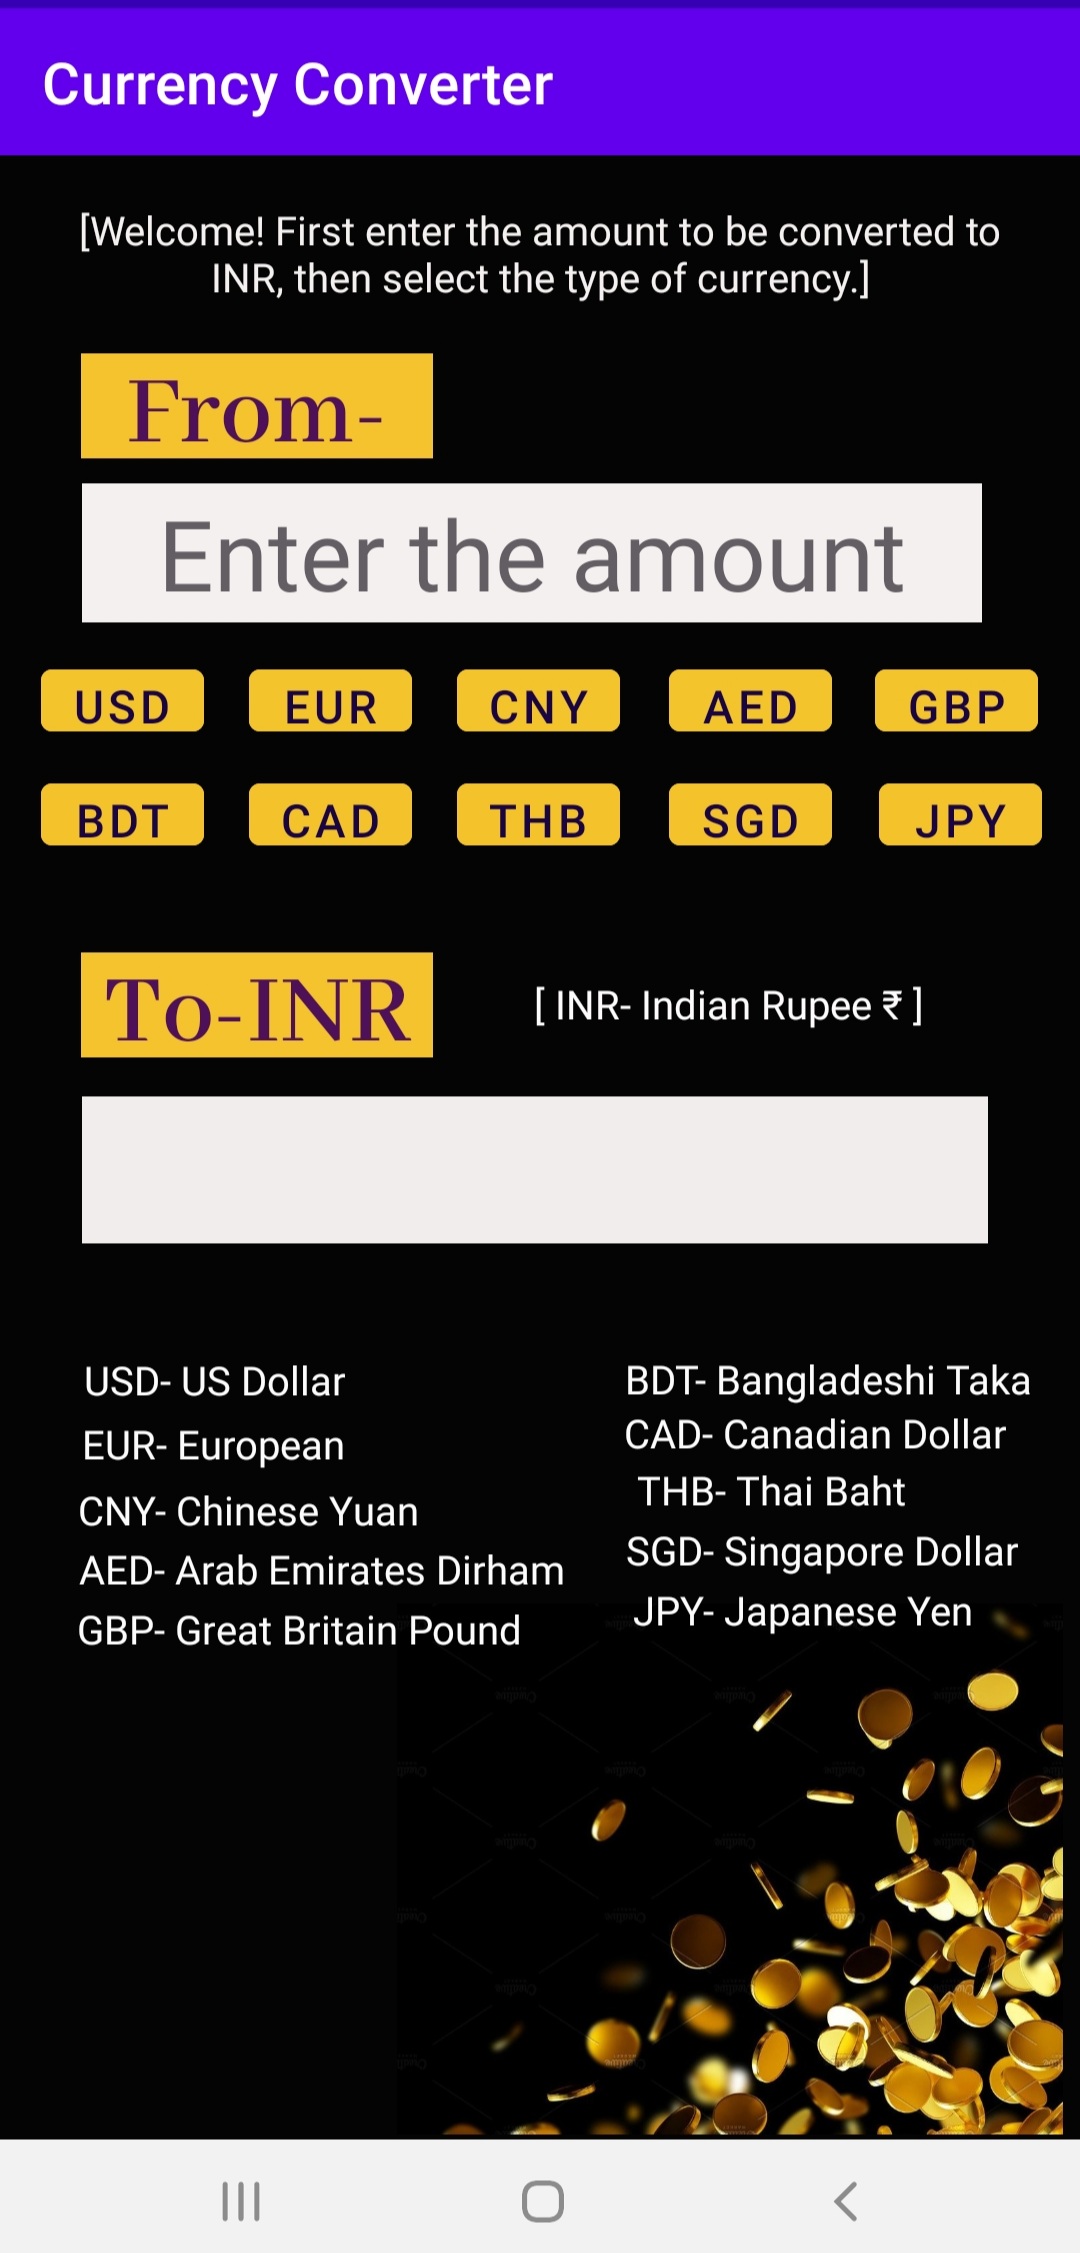 Currency Converter
[Welcome! First enter the amount to be converted to
INR, then select the type of currency.]
From-
Enter the amount
USD EUR CNY AED GBP
BDT CAD THB SGD JPY
To-INR [ INR- Indian Rupee ₹ ]
USD- US Dollar
EUR- European
CNY- Chinese Yuan
AED- Arab Emirates Dirham
GBP- Great Britain Pound
BDT- Bangladeshi Taka
CAD- Canadian Dollar
THB- Thai Baht
SGD- Singapore Dollar
JPY- Japanese Yen